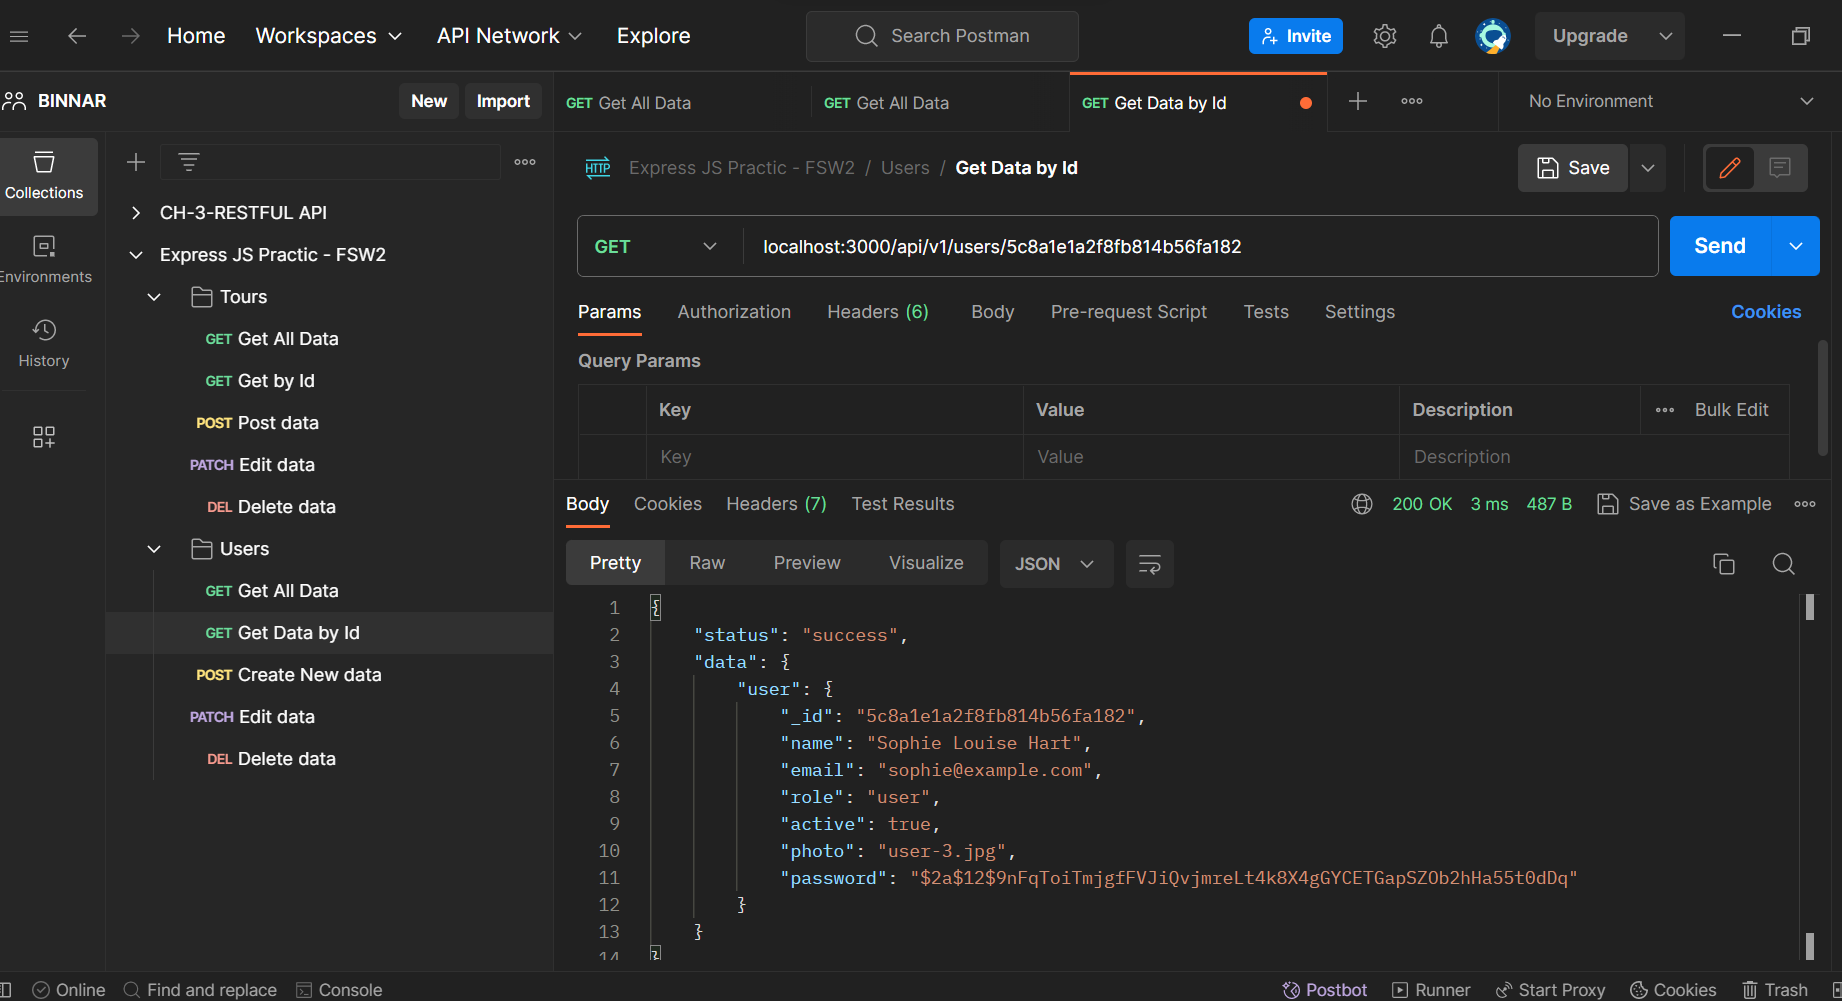 Home Workspaces API Network Explore Search Postman Invite Upgrade
BINNAR New Import
GET Get All Data GET Get All Data GET Get Data by Id No Environment
Collections
Environments
History
CH-3-RESTFUL API
Express JS Practic - FSW2
Tours
GET Get All Data
GET Get by Id
POST Post data
PATCH Edit data
DEL Delete data
Users
GET Get All Data
GET Get Data by Id
POST Create New data
PATCH Edit data
DEL Delete data
HTTP Express JS Practic - FSW2 / Users / Get Data by Id Save
GET localhost:3000/api/v1/users/5c8a1e1a2f8fb814b56fa182 Send
Params Authorization Headers (6) Body Pre-request Script Tests Settings Cookies
Query Params
Key Value Description Bulk Edit
Key Value Description
Body Cookies Headers (7) Test Results 200 OK 3 ms 487 B Save as Example
Pretty Raw Preview Visualize JSON
1 {
2 "status": "success",
3 "data": {
4 "user": {
5 "_id": "5c8a1e1a2f8fb814b56fa182",
6 "name": "Sophie Louise Hart",
7 "email": "sophie@example.com",
8 "role": "user",
9 "active": true,
10 "photo": "user-3.jpg",
11 "password": "$2a$12$9nFqToiTmjgfFVJiQvjmreLt4k8X4gGYCETGapSZOb2hHa55t0dDq"
12 }
13 }
14 }
Online Find and replace Console Postbot Runner Start Proxy Cookies Trash